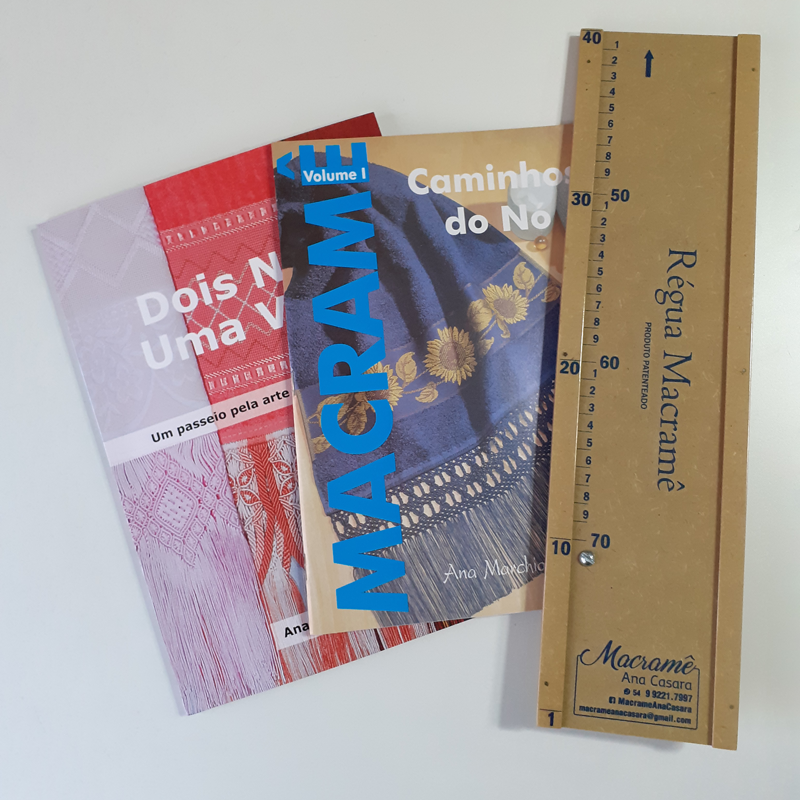 Dois N
Uma V
Um passeio pela arte
Ana
MACRAMÊ
Volume I
Caminhos
do Nó
Ana Marchio
40
1
2
3
4
5
6
7
8
9
30 50
1
2
3
4
5
6
7
8
9
20 60
1
2
3
4
5
6
7
8
9
10 70
1
Régua Macramê
PRODUTO PATENTEADO
Macramê
Ana Casara
54 9 9221.7997
MacrameAnaCasara
macrameanacasara@gmail.com